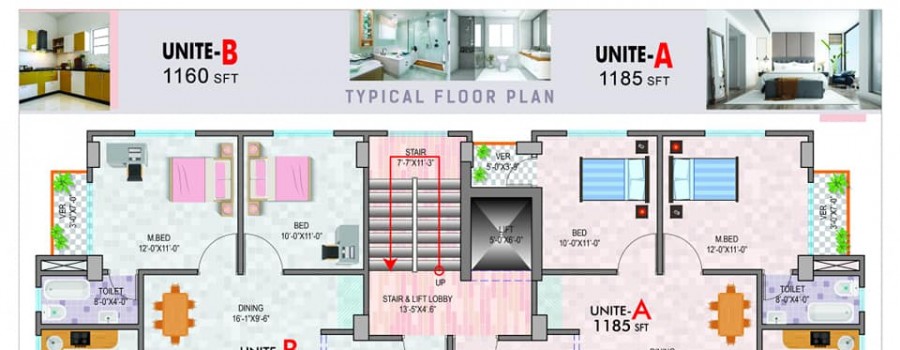 UNITE-B
1160 SFT
UNITE-A
1185 SFT
TYPICAL FLOOR PLAN
STAIR
7'-7"X11'-3"
VER
5'-0"X3'-9"
VER
3'-0"X7'-0"
M.BED
12'-0"X11'-0"
BED
10'-0"X11'-0"
LIFT
5'-0"X6'-0"
BED
10'-0"X11'-0"
M.BED
12'-0"X11'-0"
VER
3'-0"X7'-0"
UP
TOILET
8'-0"X4'-0"
DINING
16'-1"X9'-6"
STAIR & LIFT LOBBY
13'-5"X4'.6"
UNITE-A
1185 SFT
TOILET
8'-0"X4'-0"
UNITE-B
DINING